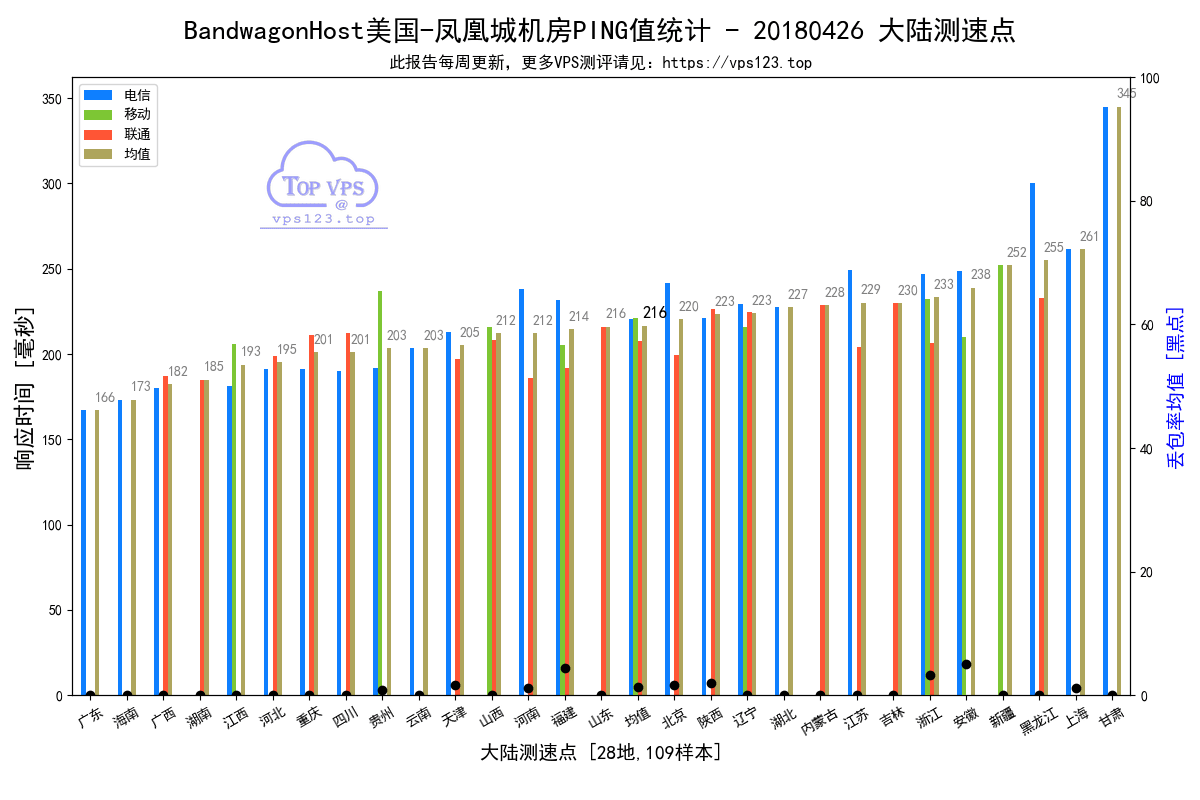 BandwagonHost美国-凤凰城机房PING值统计 - 20180426 大陆测速点
此报告每周更新，更多VPS测评请见：https://vps123.top
电信
移动
联通
均值
TOP VPS
@
vps123.top
响应时间 [毫秒]
350
300
250
200
150
100
50
0
100
80
60
40
20
0
丢包率均值 [黑点]
166
173
182
185
193
195
201
201
203
203
205
212
212
214
216
216
220
223
223
227
228
229
230
233
238
252
255
261
345
广东
海南
广西
湖南
江西
河北
重庆
四川
贵州
云南
天津
山西
河南
福建
山东
均值
北京
陕西
辽宁
湖北
内蒙古
江苏
吉林
浙江
安徽
新疆
黑龙江
上海
甘肃
大陆测速点 [28地,109样本]